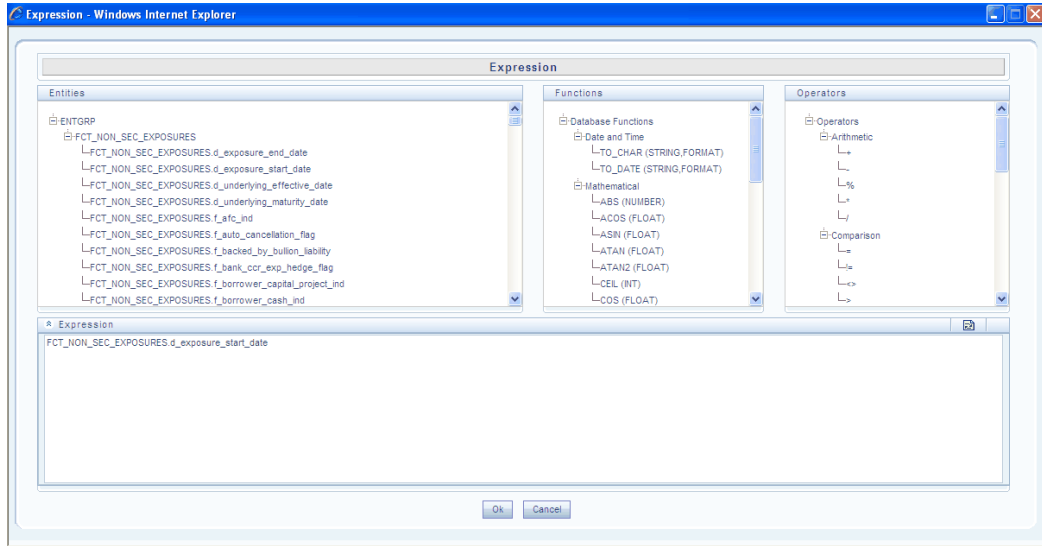 Expression - Windows Internet Explorer
Expression
Entities
ENTGRP
FCT_NON_SEC_EXPOSURES
FCT_NON_SEC_EXPOSURES.d_exposure_end_date
FCT_NON_SEC_EXPOSURES.d_exposure_start_date
FCT_NON_SEC_EXPOSURES.d_underlying_effective_date
FCT_NON_SEC_EXPOSURES.d_underlying_maturity_date
FCT_NON_SEC_EXPOSURES.f_afc_ind
FCT_NON_SEC_EXPOSURES.f_auto_cancellation_flag
FCT_NON_SEC_EXPOSURES.f_backed_by_bullion_liability
FCT_NON_SEC_EXPOSURES.f_bank_ccr_exp_hedge_flag
FCT_NON_SEC_EXPOSURES.f_borrower_capital_project_ind
FCT_NON_SEC_EXPOSURES.f_borrower_cash_ind
Functions
Database Functions
Date and Time
TO_CHAR (STRING,FORMAT)
TO_DATE (STRING,FORMAT)
Mathematical
ABS (NUMBER)
ACOS (FLOAT)
ASIN (FLOAT)
ATAN (FLOAT)
ATAN2 (FLOAT)
CEIL (INT)
COS (FLOAT)
Operators
Operators
Arithmetic
+
-
%
*
/
Comparison
=
!=
<>
>
Expression
FCT_NON_SEC_EXPOSURES.d_exposure_start_date
Ok
Cancel